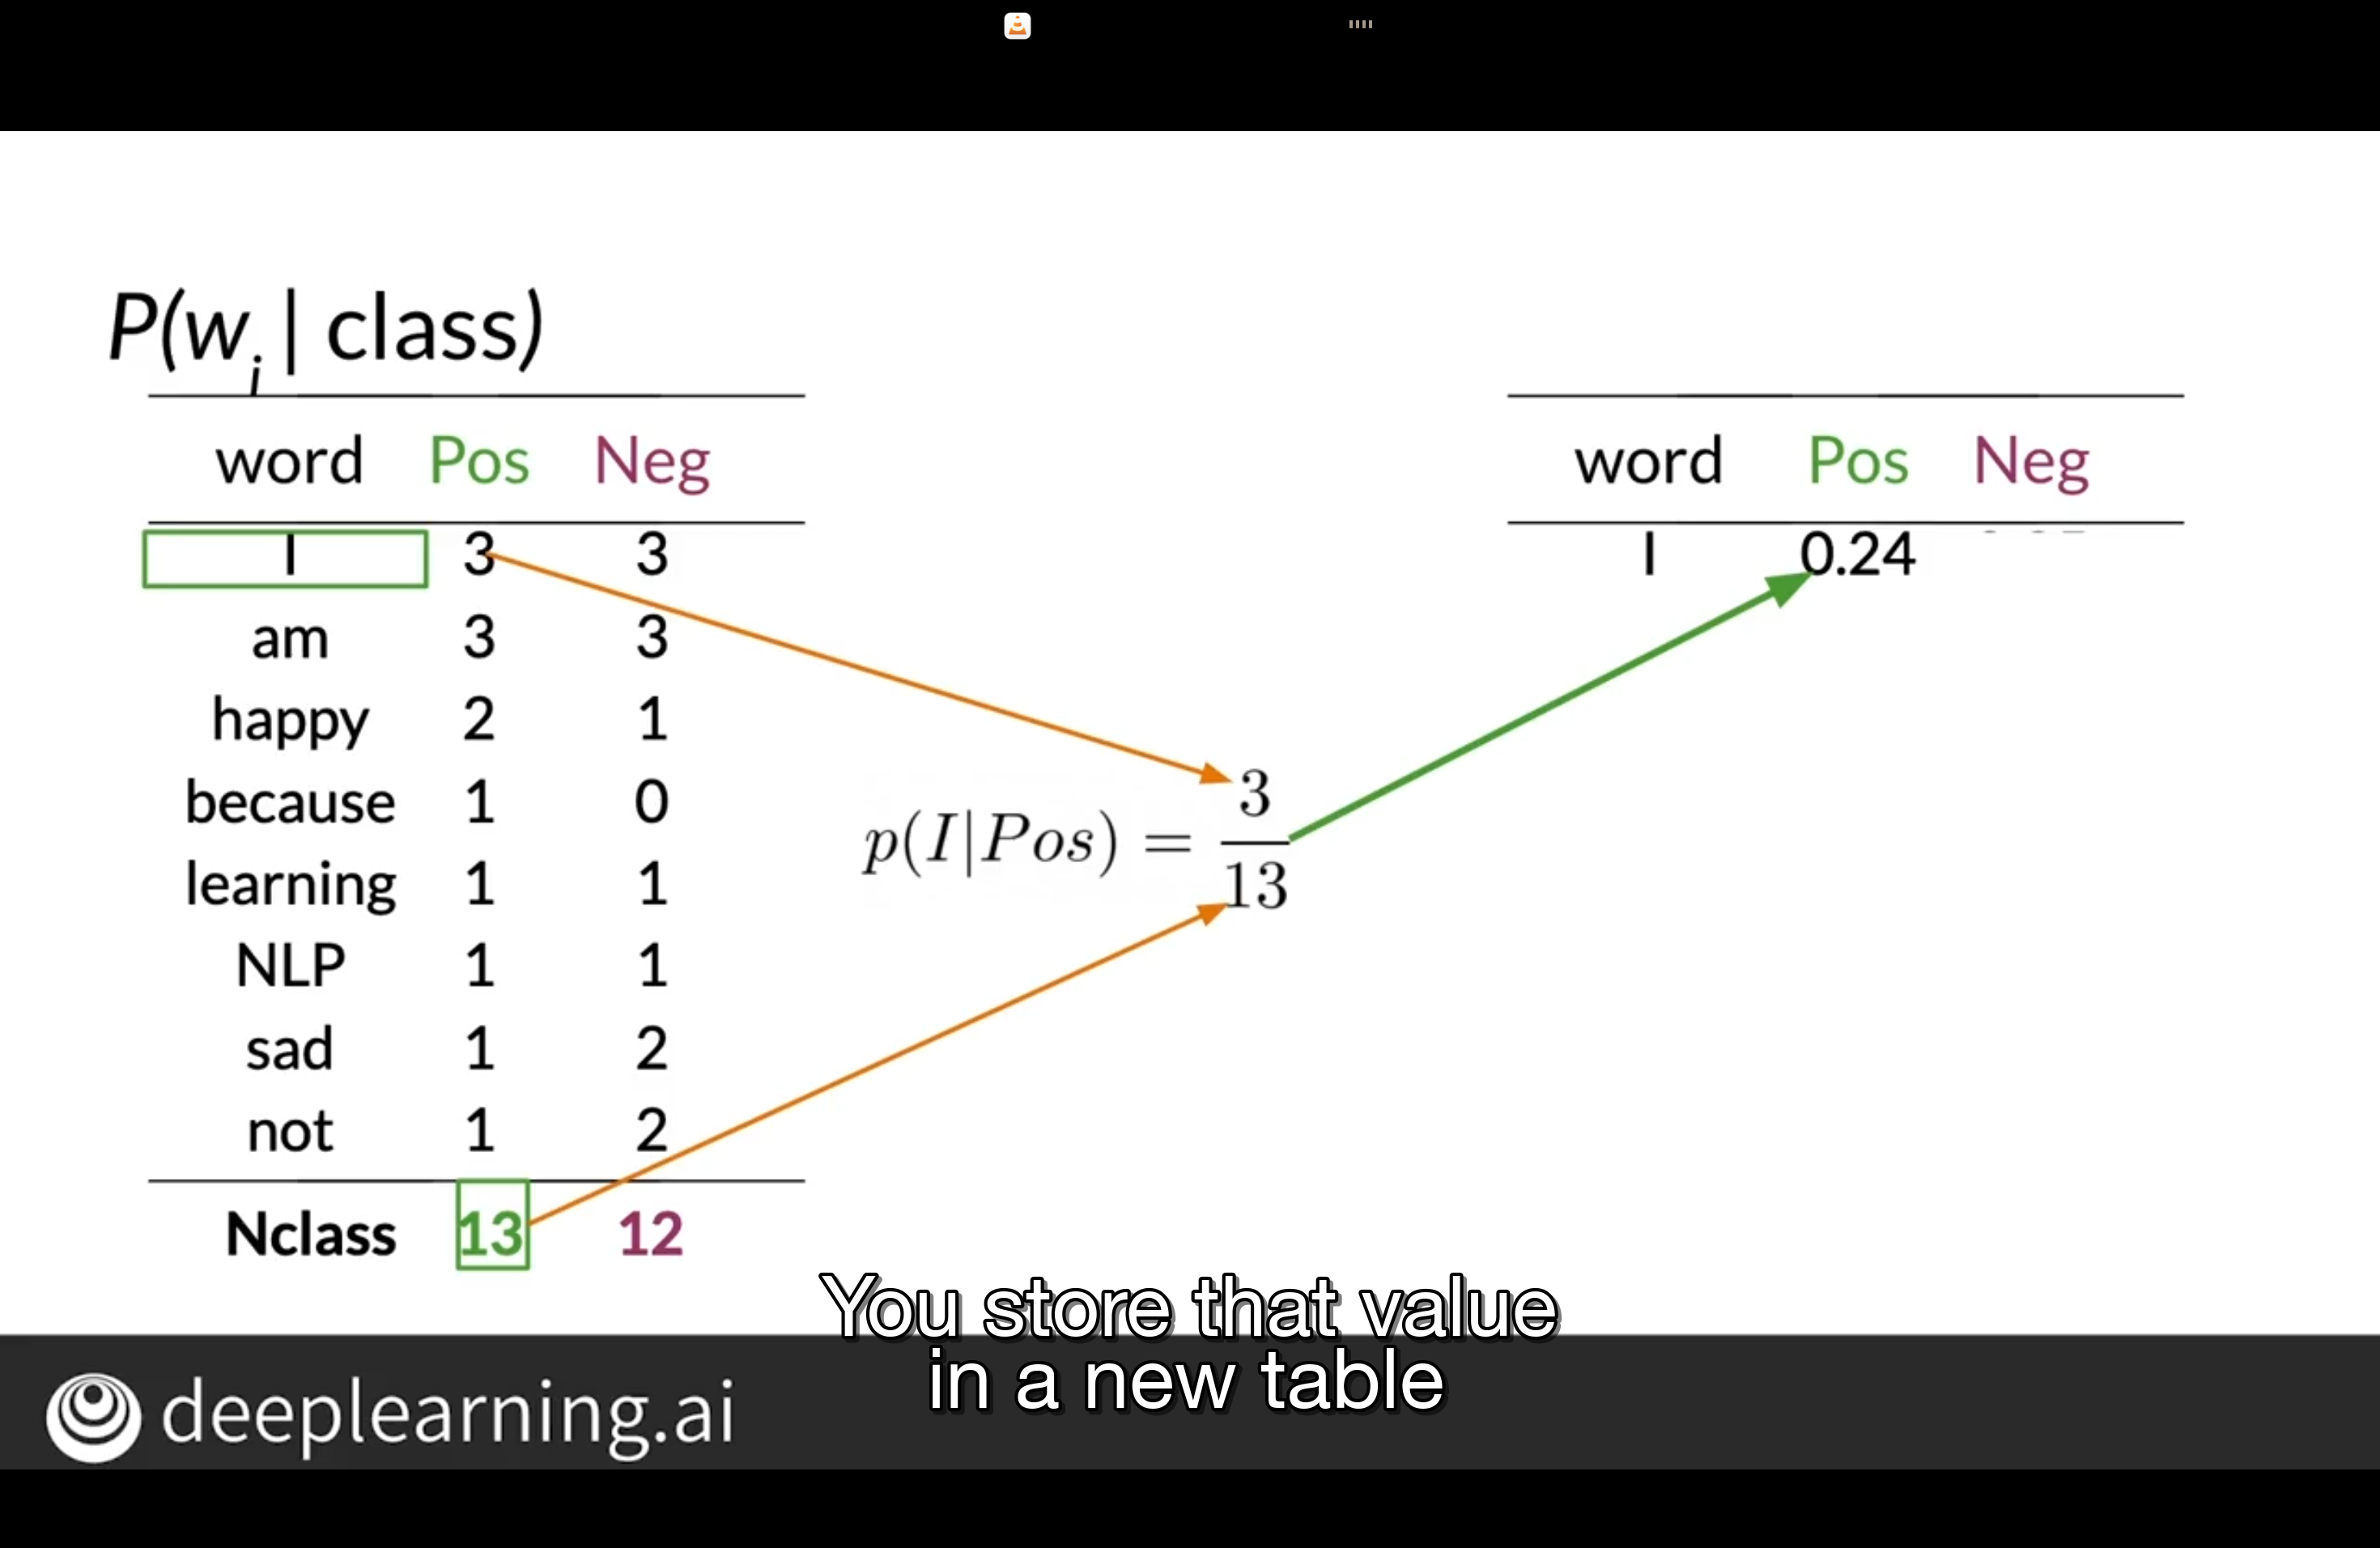 P(wi | class)
word Pos Neg
I 3 3
am 3 3
happy 2 1
because 1 0
learning 1 1
NLP 1 1
sad 1 2
not 1 2
Nclass 13 12
p(I|Pos) = 3/13
word Pos Neg
I 0.24
You store that value
in a new table
deeplearning.ai